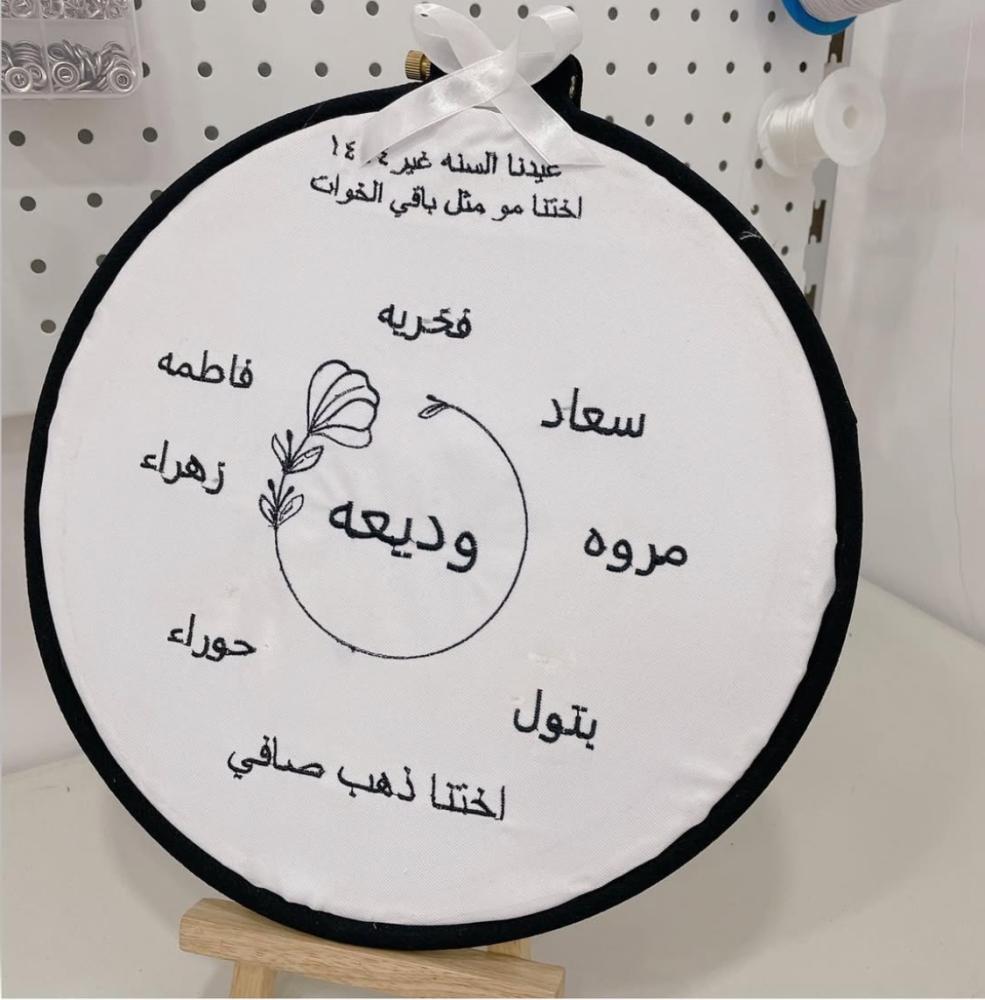 عيدنا السنه غير
اختنا مو مثل باقي الخوات
فخريه
فاطمه
سعاد
زهراء
وديعه
مروه
حوراء
بتول
اختنا ذهب صافي